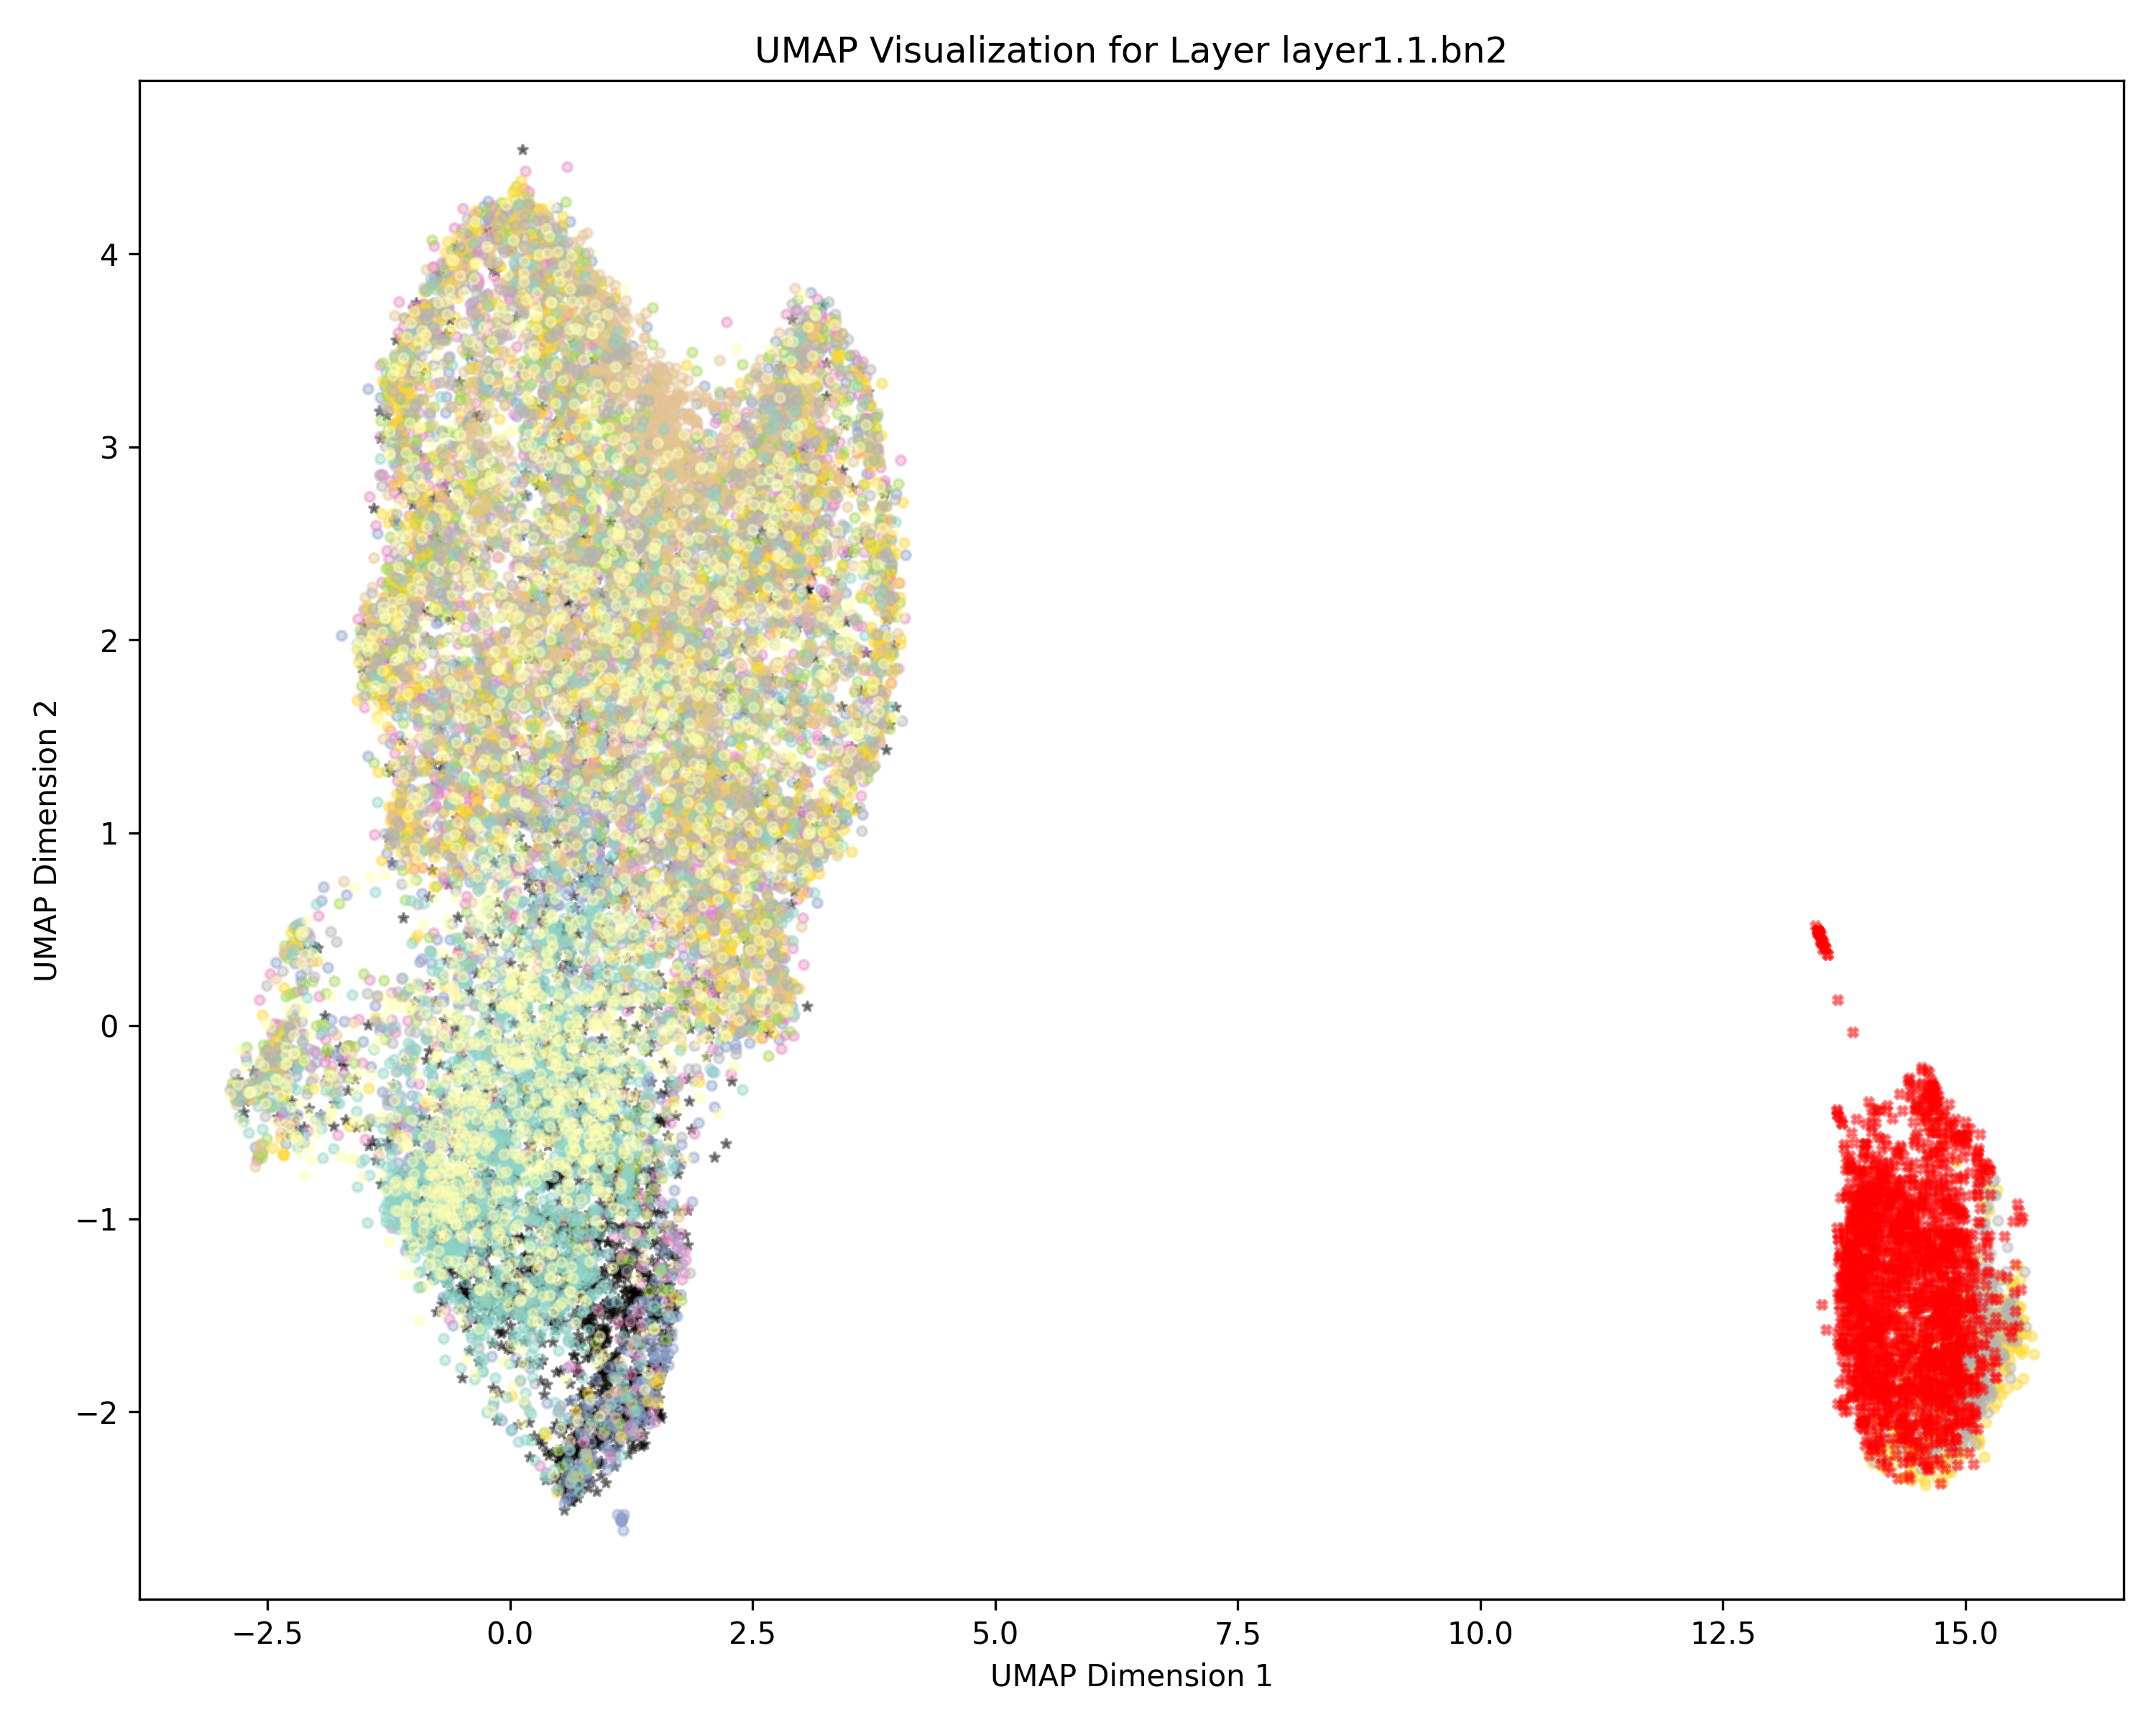 UMAP Visualization for Layer layer1.1.bn2
4
3
2
1
0
−1
−2
UMAP Dimension 2
−2.5 0.0 2.5 5.0 7.5 10.0 12.5 15.0
UMAP Dimension 1